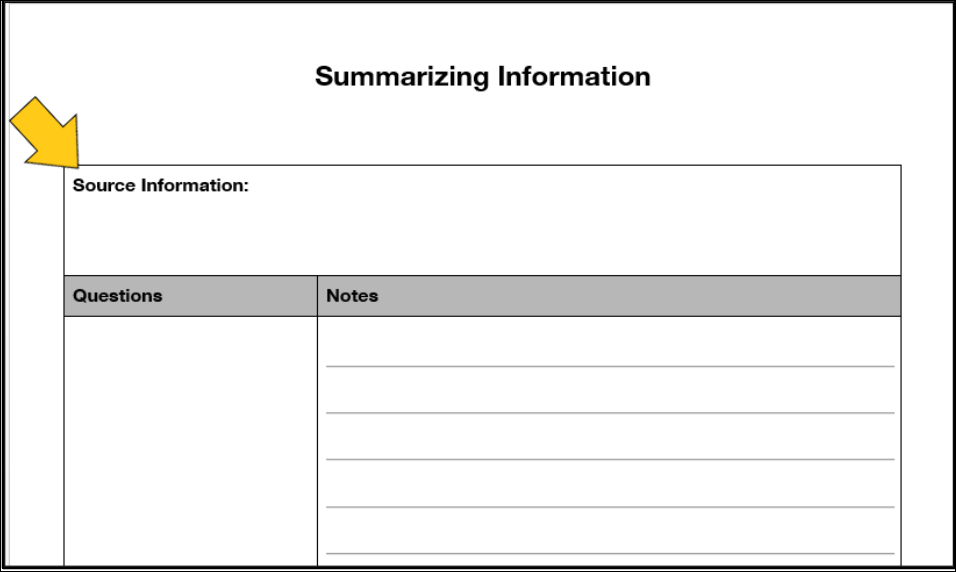 Summarizing Information
Source Information:
Questions
Notes